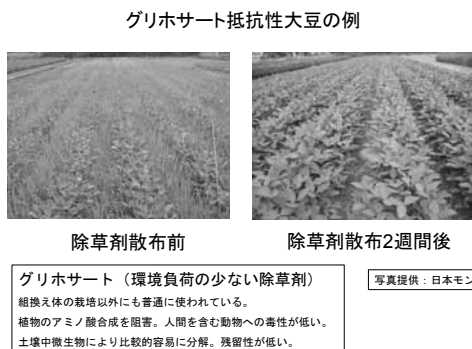 グリホサート抵抗性大豆の例
除草剤散布前
除草剤散布2週間後
グリホサート（環境負荷の少ない除草剤）
組換え体の栽培以外にも普通に使われている。
植物のアミノ酸合成を阻害。人間を含む動物への毒性が低い。
土壌中微生物により比較的容易に分解。残留性が低い。
写真提供：日本モン